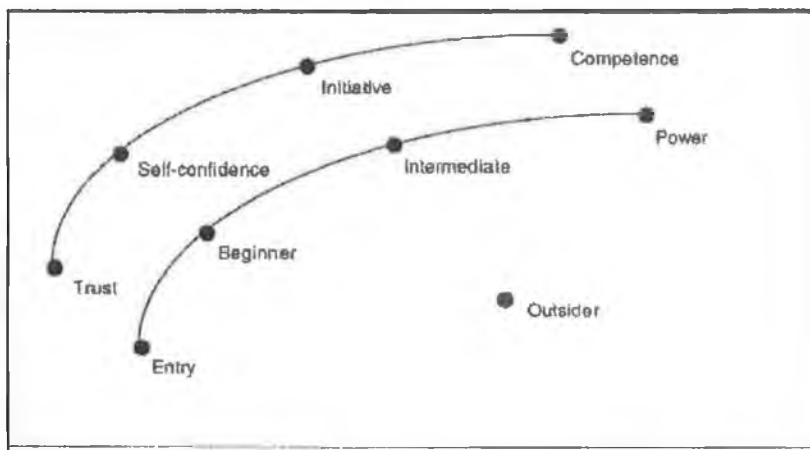 Competence
Initiative
Power
Self-confidence
Intermediate
Beginner
Trust
Outsider
Entry